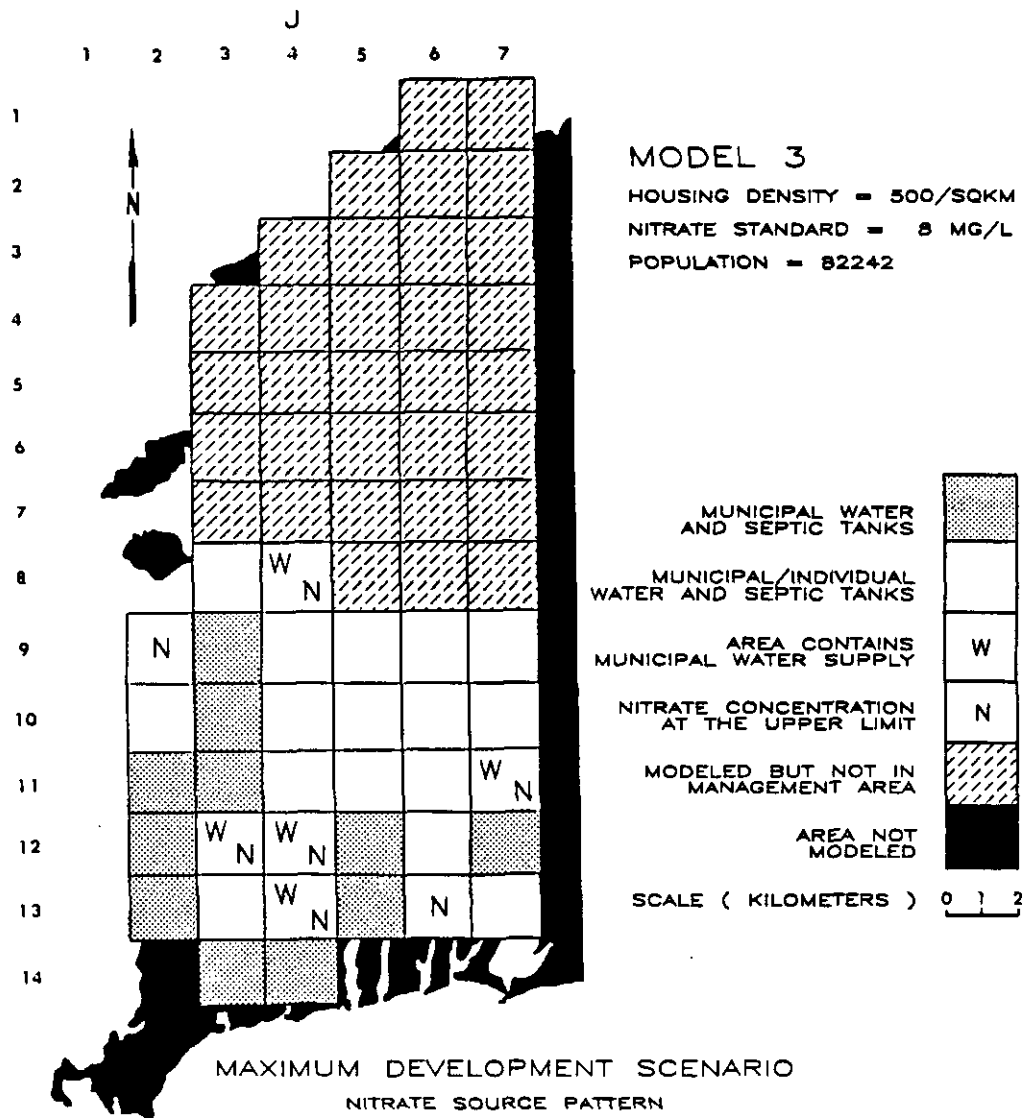 J
1 2 3 4 5 6 7
1
2
3
4
5
6
7
8
9
10
11
12
13
14
N
W N
N
W N
W N
W N
W N
N
MODEL 3
HOUSING DENSITY = 500/SQKM
NITRATE STANDARD = 8 MG/L
POPULATION = 82242
MUNICIPAL WATER
AND SEPTIC TANKS
MUNICIPAL/INDIVIDUAL
WATER AND SEPTIC TANKS
AREA CONTAINS
MUNICIPAL WATER SUPPLY
W
NITRATE CONCENTRATION
AT THE UPPER LIMIT
N
MODELED BUT NOT IN
MANAGEMENT AREA
AREA NOT
MODELED
SCALE ( KILOMETERS )
0 1 2
MAXIMUM DEVELOPMENT SCENARIO
NITRATE SOURCE PATTERN